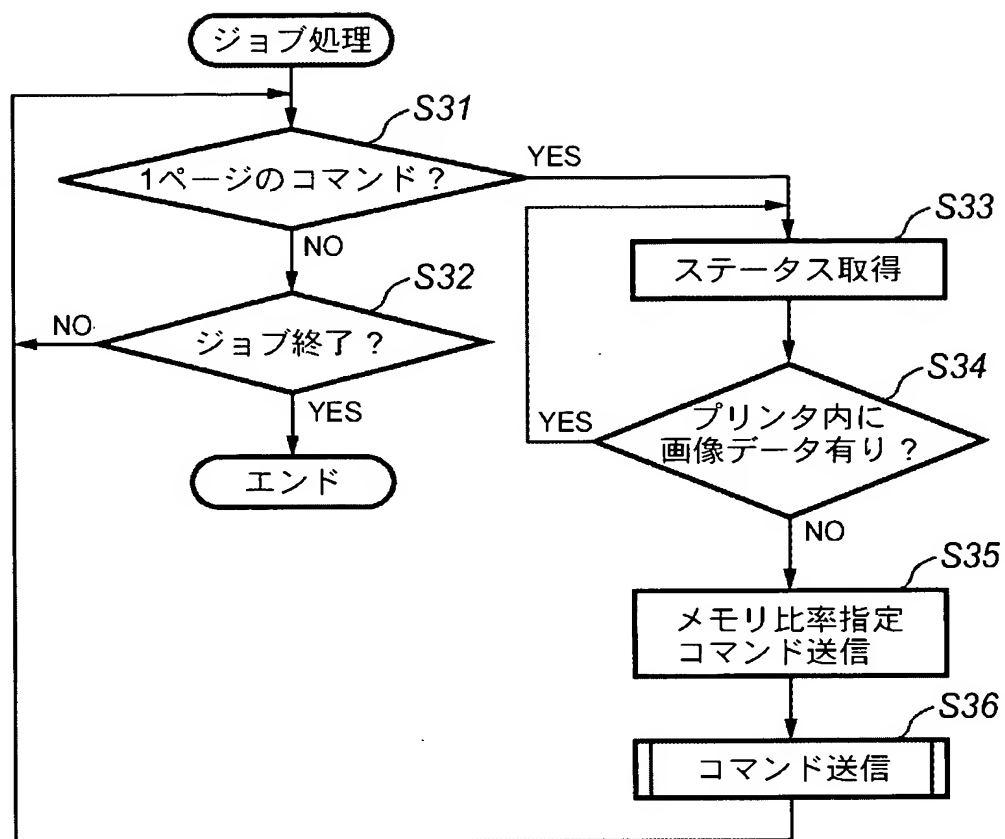 ジョブ処理
S31
1ページのコマンド?
YES
NO
S32
ジョブ終了?
NO
YES
エンド
S33
ステータス取得
S34
プリンタ内に
画像データ有り?
YES
NO
S35
メモリ比率指定
コマンド送信
S36
コマンド送信